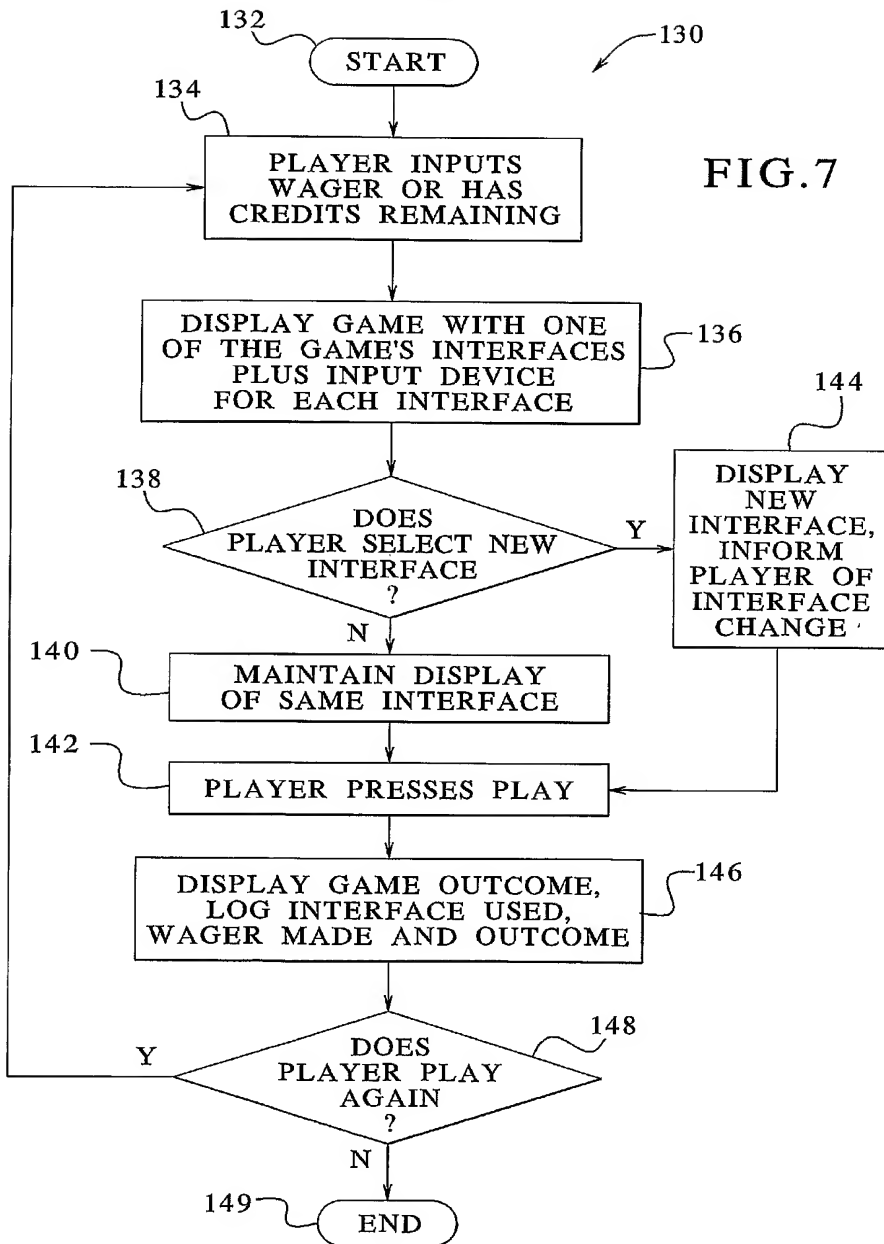 132
START
130
134
PLAYER INPUTS
WAGER OR HAS
CREDITS REMAINING
FIG.7
DISPLAY GAME WITH ONE
OF THE GAME'S INTERFACES
PLUS INPUT DEVICE
FOR EACH INTERFACE
136
144
DISPLAY
NEW
INTERFACE,
INFORM
PLAYER OF
INTERFACE
CHANGE
138
DOES
PLAYER SELECT NEW
INTERFACE
?
Y
N
140
MAINTAIN DISPLAY
OF SAME INTERFACE
142
PLAYER PRESSES PLAY
DISPLAY GAME OUTCOME,
LOG INTERFACE USED,
WAGER MADE AND OUTCOME
146
148
Y
DOES
PLAYER PLAY
AGAIN
?
N
149
END